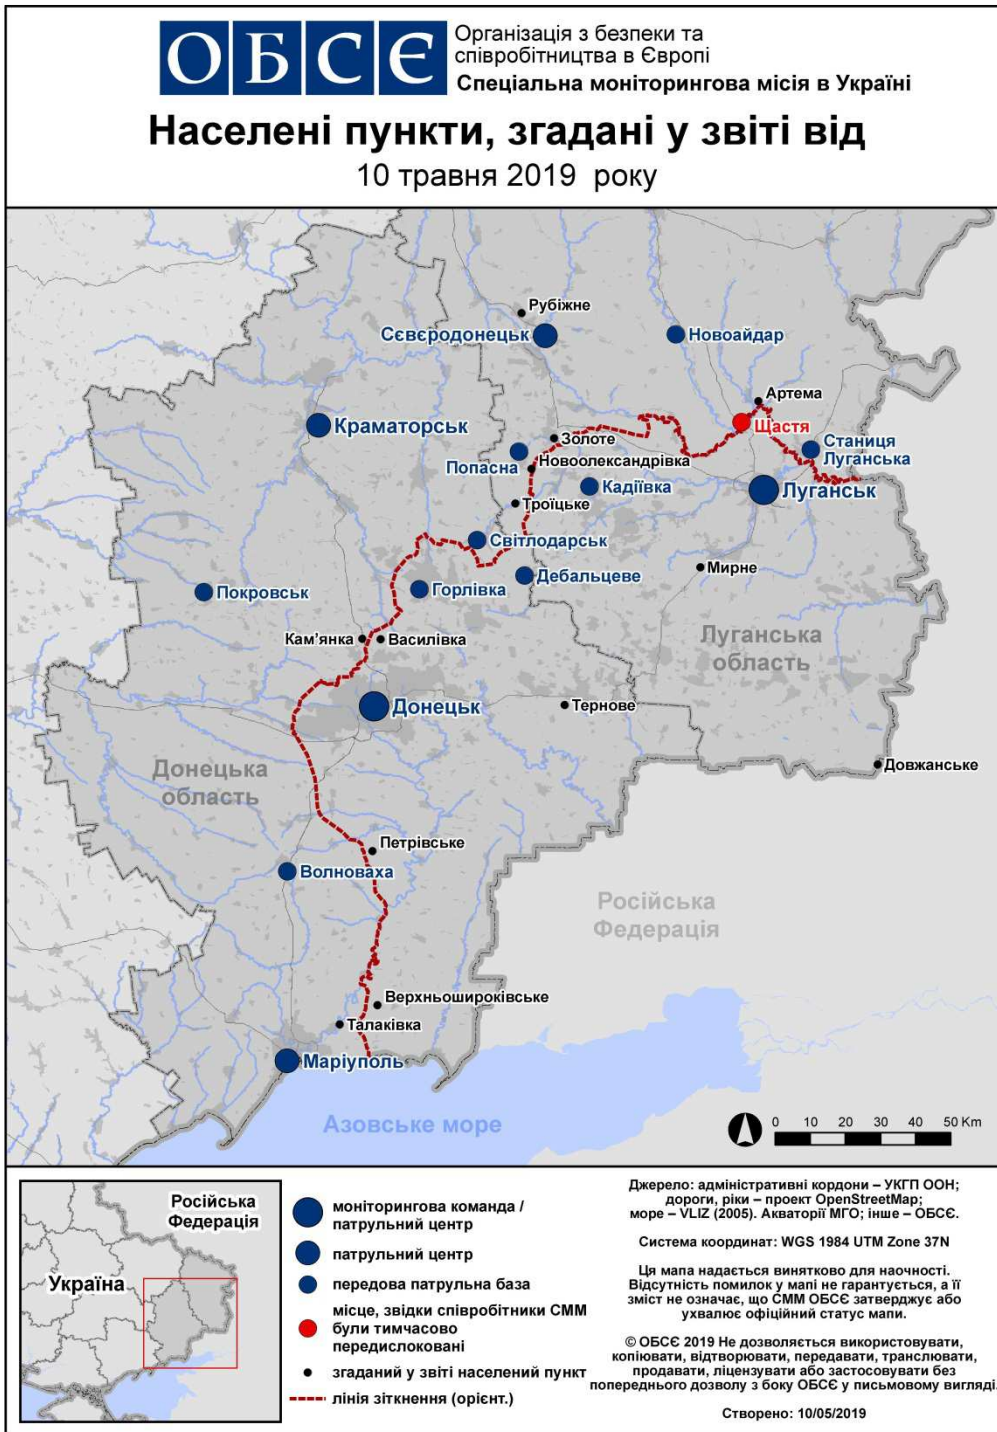 ОБСЄ
Організація з безпеки та
співробітництва в Європі
Спеціальна моніторингова місія в Україні
Населені пункти, згадані у звіті від
10 травня 2019 року
Рубіжне
Сєвєродонецьк
Новоайдар
Артема
Щастя
Краматорськ
Золоте
Станиця
Луганська
Попасна
Новоолександрівка
Кадіївка
Луганськ
Троїцьке
Світлодарськ
Мирне
Дебальцеве
Покровськ
Горлівка
Кам’янка
Василівка
Луганська
область
Донецьк
Тернове
Донецька
область
Довжанське
Петрівське
Волноваха
Російська
Федерація
Верхньошироківське
Талаківка
Маріуполь
Азовське море
0 10 20 30 40 50 Km
Російська
Федерація
Україна
моніторингова команда /
патрульний центр
патрульний центр
передова патрульна база
місце, звідки співробітники СММ
були тимчасово
передислоковані
згаданий у звіті населений пункт
лінія зіткнення (орієнт.)
Джерело: адміністративні кордони – УКГП ООН;
дороги, ріки – проект OpenStreetMap;
море – VLIZ (2005). Акваторії МГО; інше – ОБСЄ.
Система координат: WGS 1984 UTM Zone 37N
Ця мапа надається винятково для наочності.
Відсутність помилок у мапі не гарантується, а її
зміст не означає, що СММ ОБСЄ затверджує або
ухвалює офіційний статус мапи.
© ОБСЄ 2019 Не дозволяється використовувати,
копіювати, відтворювати, передавати, транслювати,
продавати, ліцензувати або застосовувати без
попереднього дозволу з боку ОБСЄ у письмовому вигляді.
Створено: 10/05/2019